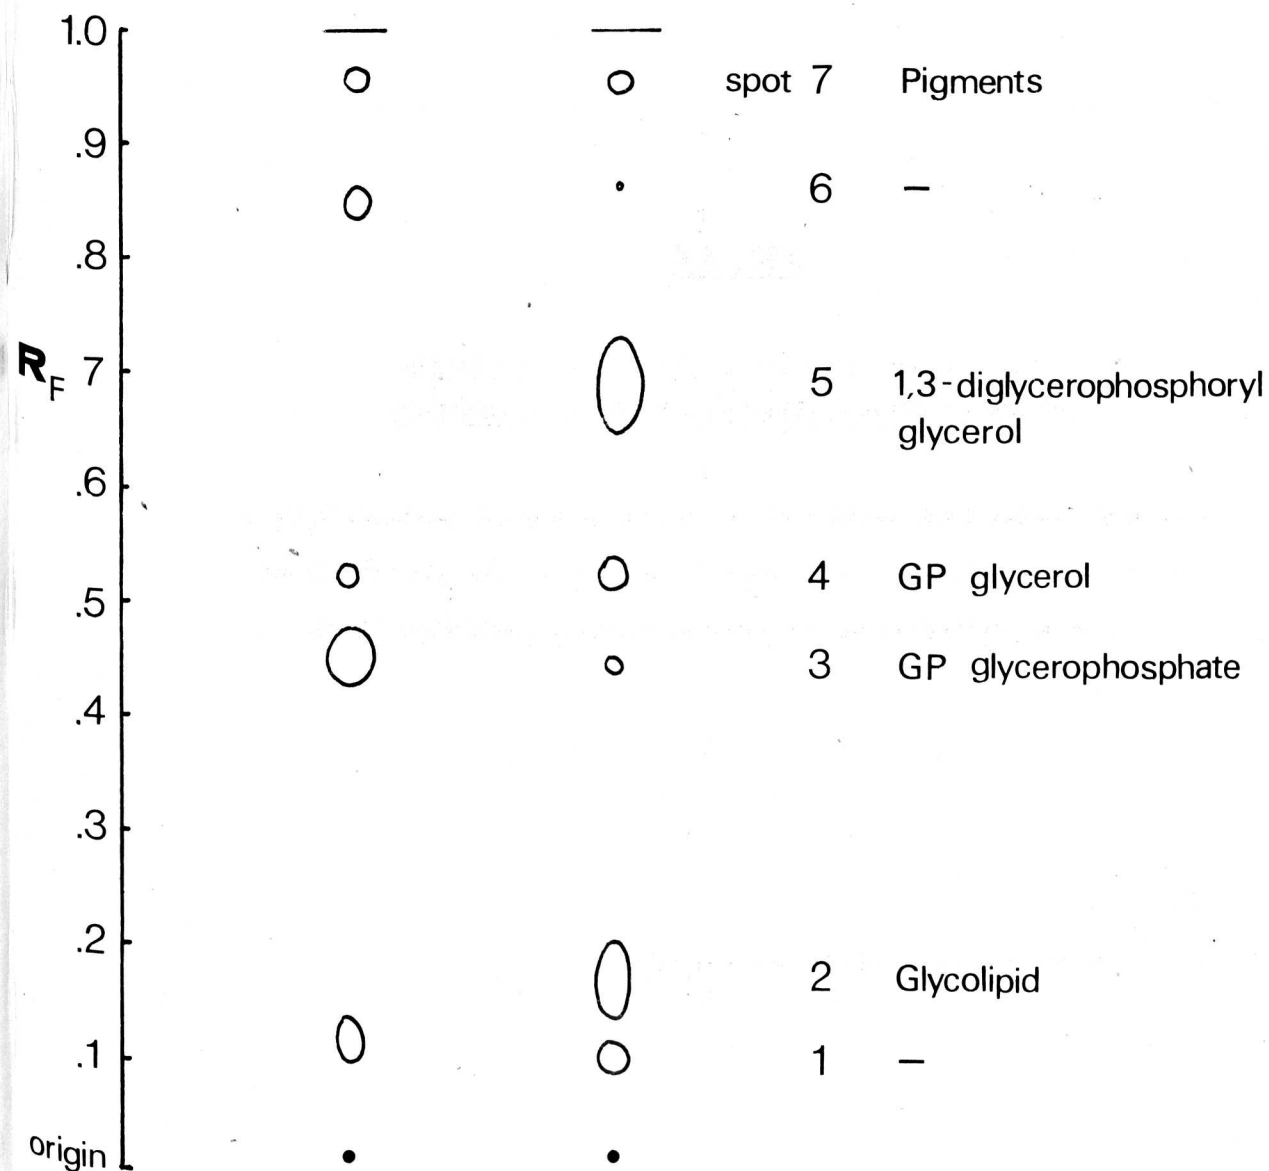 1.0
spot 7 Pigments
.9
6 –
.8
RF 7
5 1,3-diglycerophosphoryl
glycerol
.6
4 GP glycerol
.5
3 GP glycerophosphate
.4
.3
.2
2 Glycolipid
.1
1 –
origin